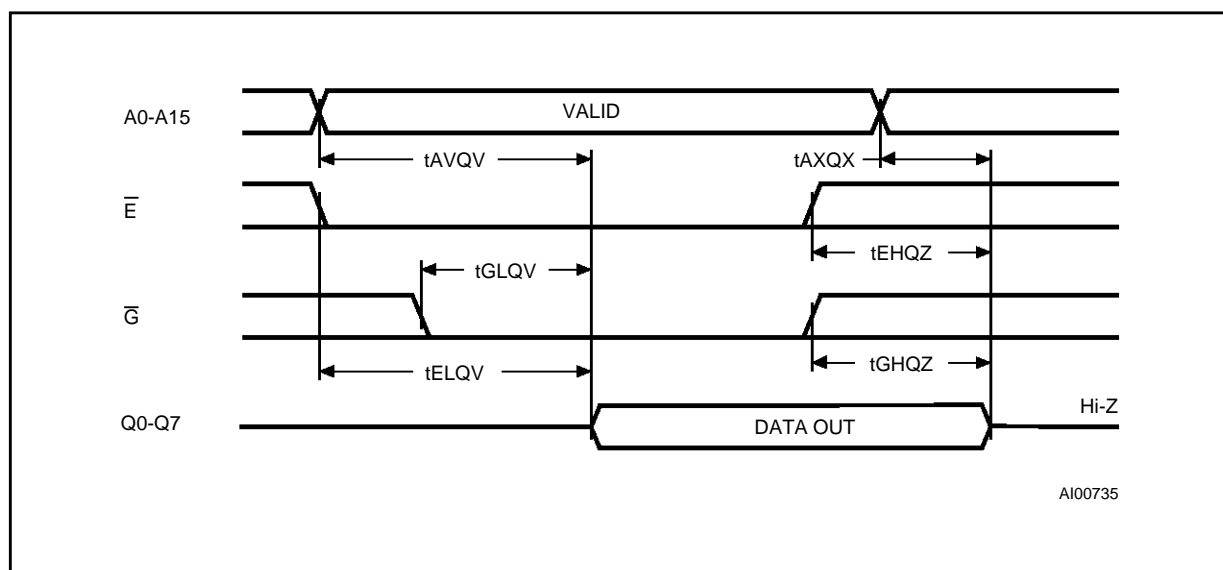 A0-A15
VALID
tAVQV
tAXQX
E̅
tEHQZ
tGLQV
G̅
tGHQZ
tELQV
Hi-Z
Q0-Q7
DATA OUT
AI00735